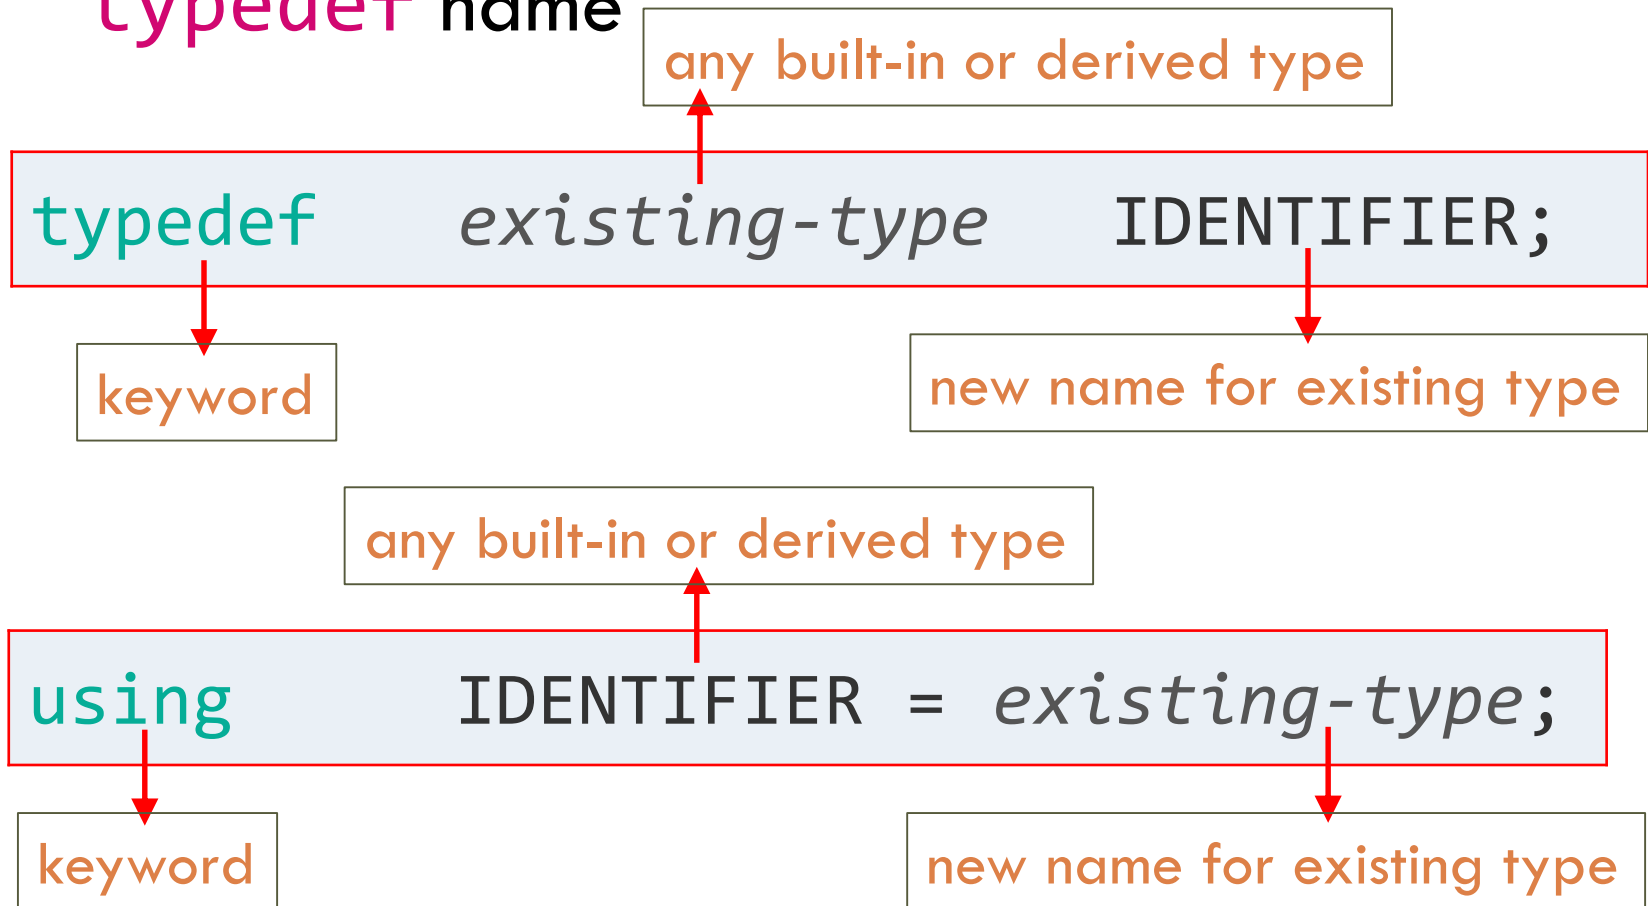 typedef name
any built-in or derived type
typedef existing-type IDENTIFIER;
keyword
new name for existing type
any built-in or derived type
using IDENTIFIER = existing-type;
keyword
new name for existing type